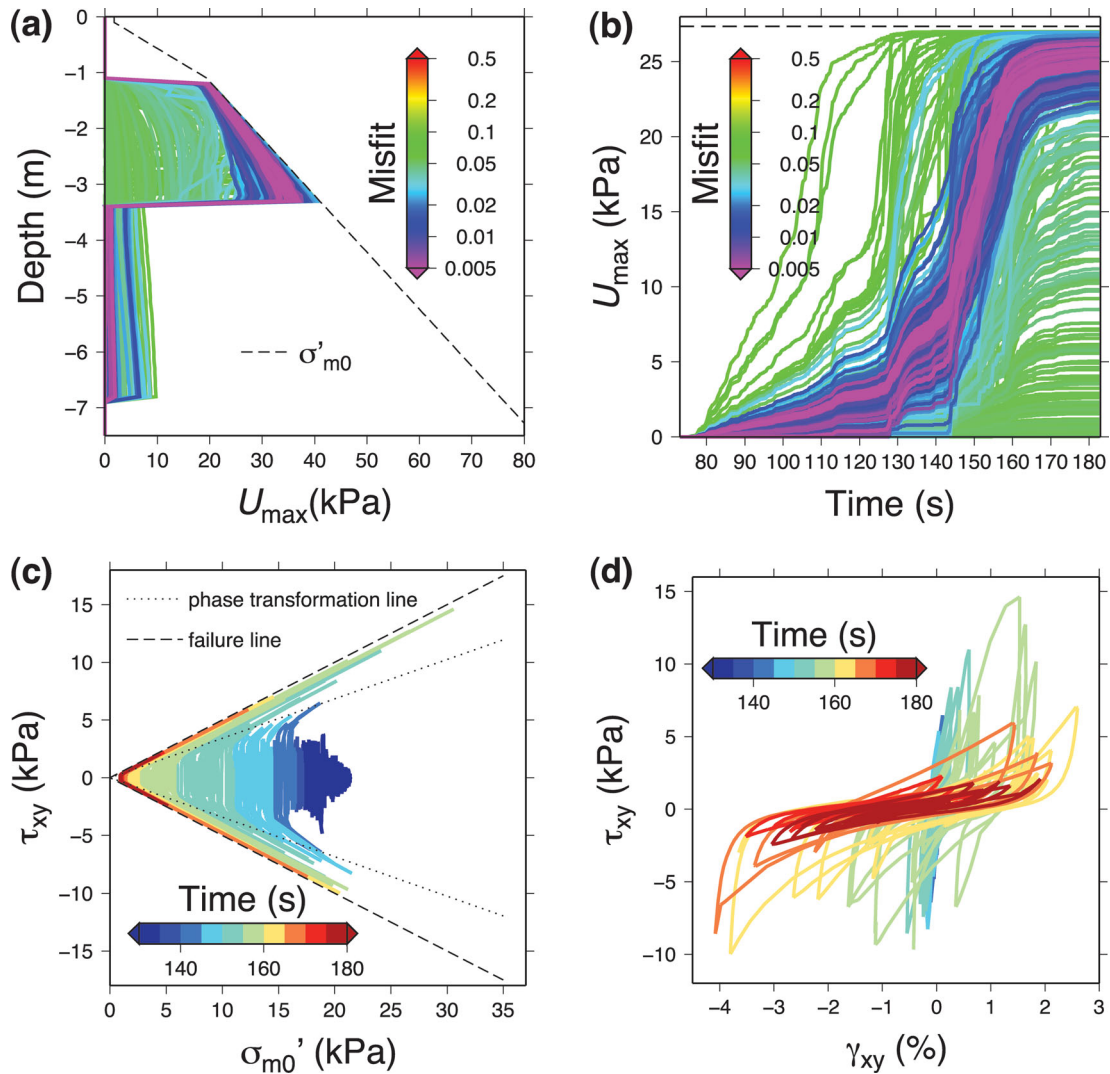 (a)
0
−1
−2
−3
−4
−5
−6
−7
Depth (m)
0 10 20 30 40 50 60 70 80
U max (kPa)
Misfit
0.5
0.2
0.1
0.05
0.02
0.01
0.005
σ'm0
(b)
25
20
15
10
5
0
U max (kPa)
80 90 100 110 120 130 140 150 160 170 180
Time (s)
Misfit
0.5
0.2
0.1
0.05
0.02
0.01
0.005
(c)
phase transformation line
failure line
15
10
5
0
−5
−10
−15
τxy (kPa)
Time (s)
140 160 180
0 5 10 15 20 25 30 35
σm0' (kPa)
(d)
Time (s)
140 160 180
15
10
5
0
−5
−10
τxy (kPa)
−4 −3 −2 −1 0 1 2 3
γxy (%)